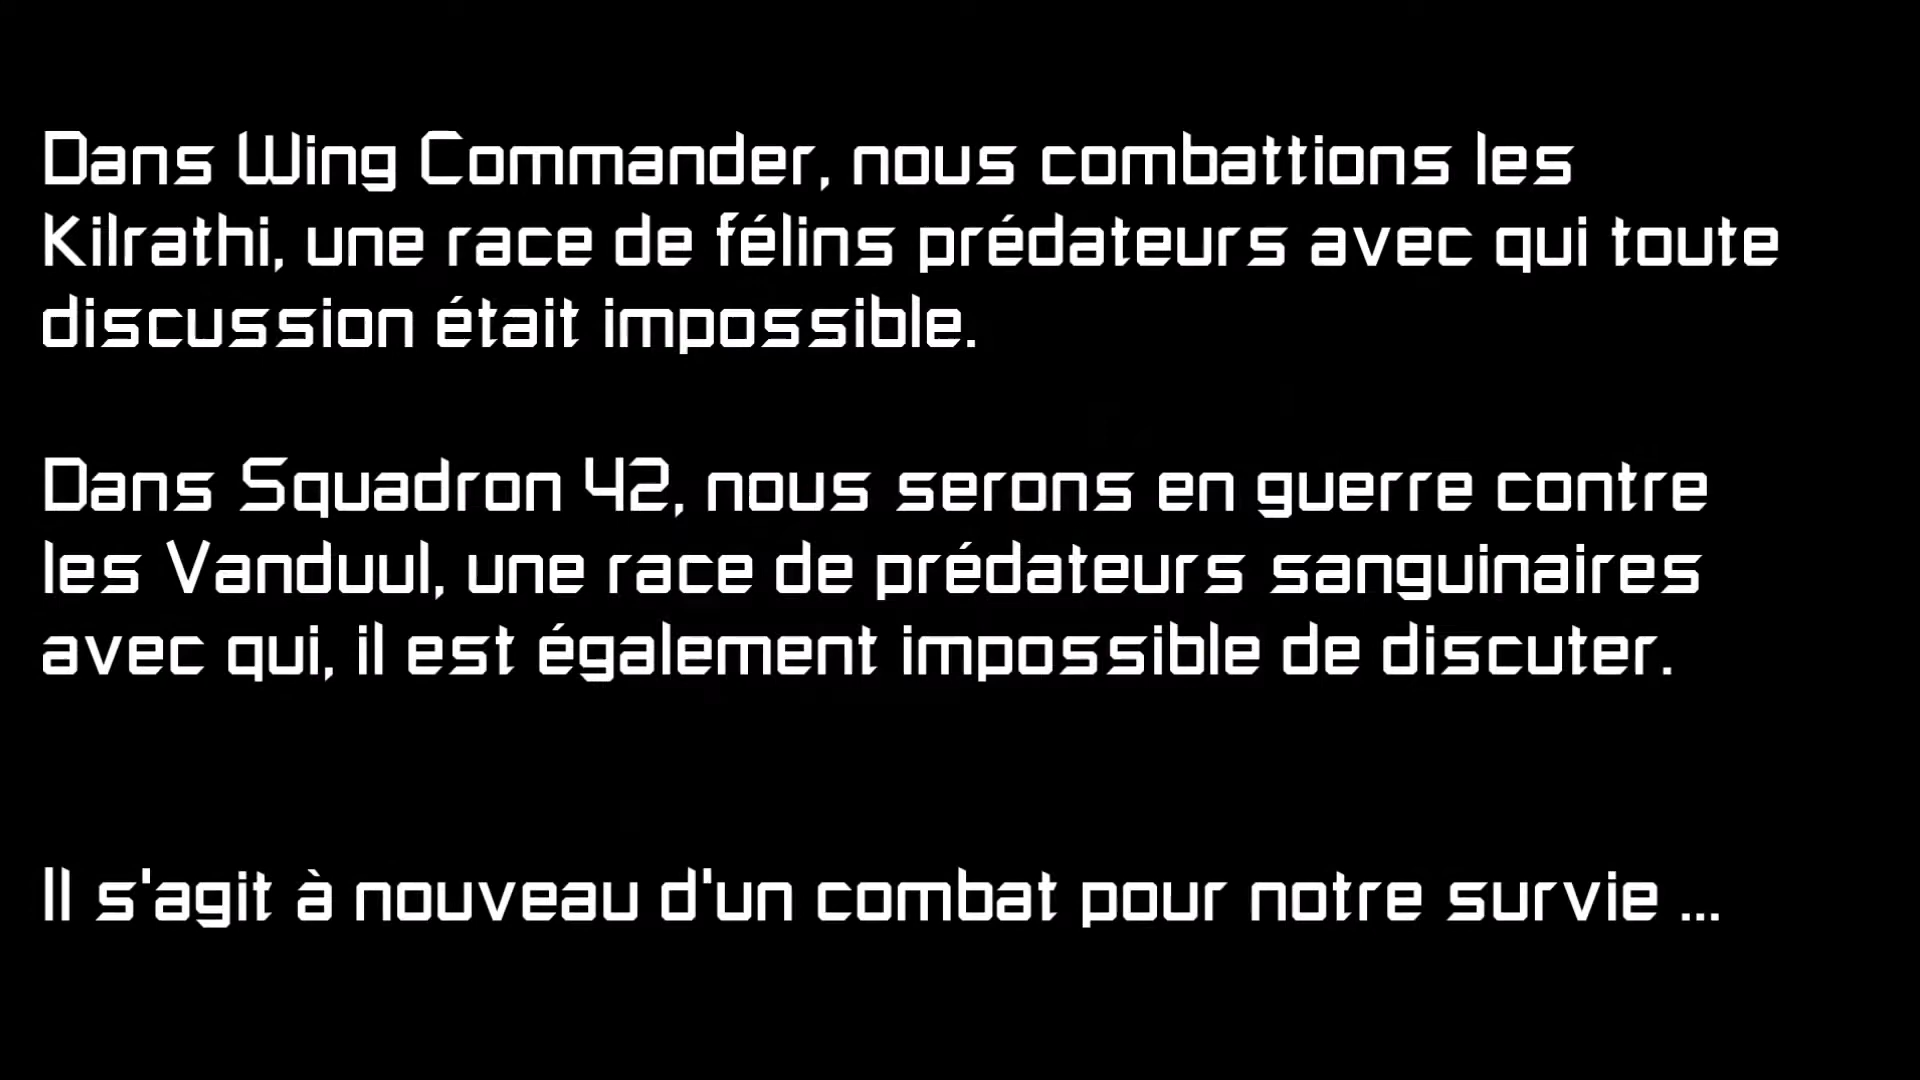 Dans Wing Commander, nous combattions les
Kilrathi, une race de félins prédateurs avec qui toute
discussion était impossible.
Dans Squadron 42, nous serons en guerre contre
les Vanduul, une race de prédateurs sanguinaires
avec qui, il est également impossible de discuter.
Il s'agit à nouveau d'un combat pour notre survie ...